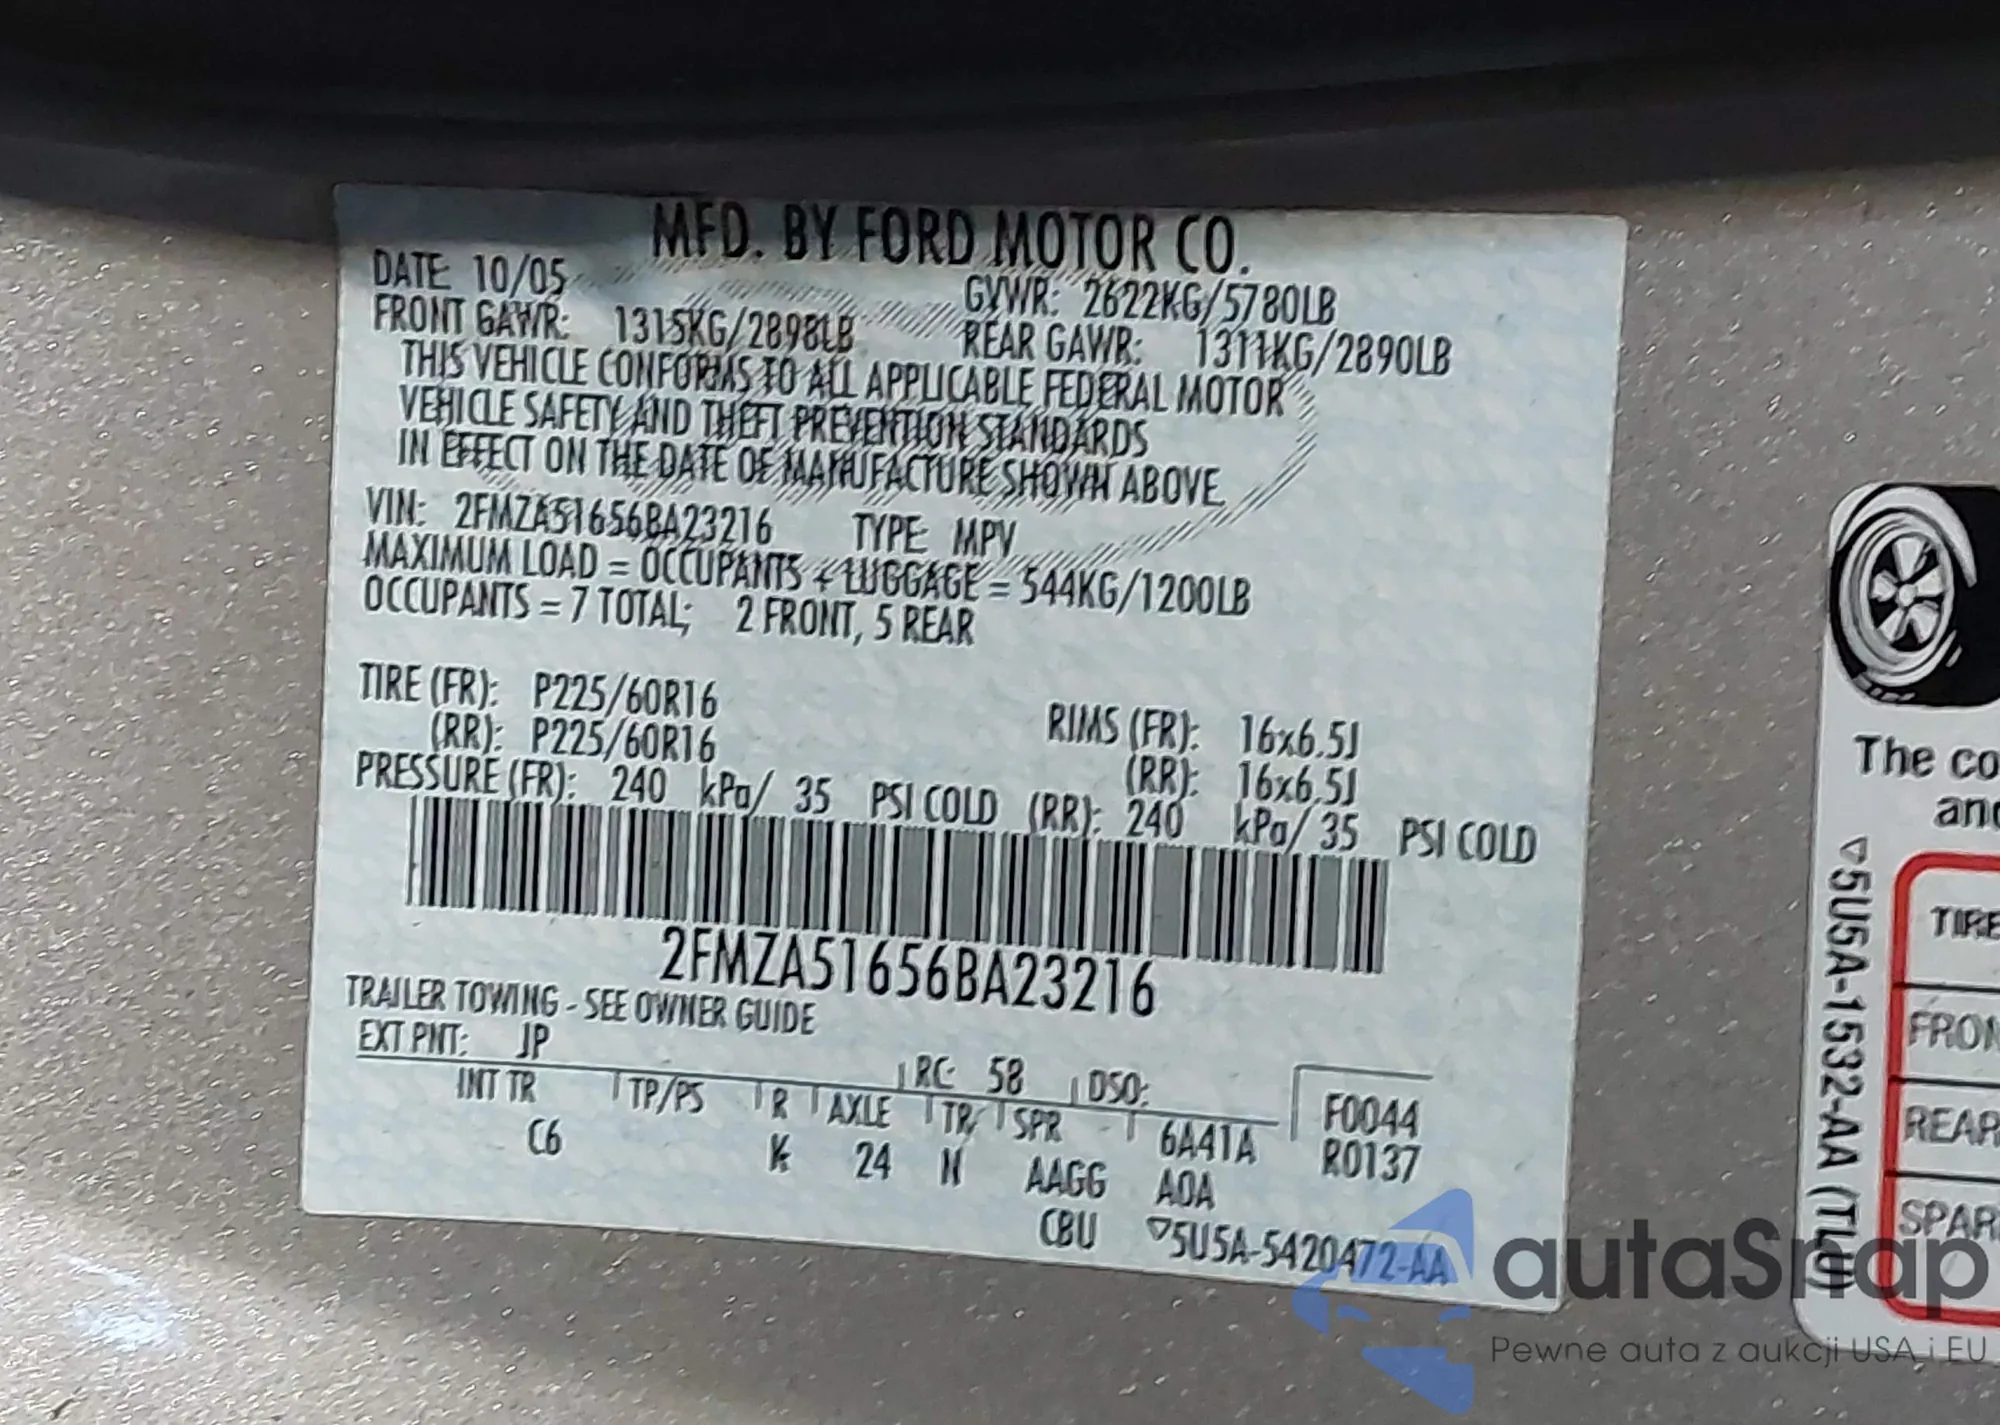 MFD. BY FORD MOTOR CO.
DATE: 10/05 GVWR: 2622KG/5780LB
FRONT GAWR: 1315KG/2898LB REAR GAWR: 1311KG/2890LB
THIS VEHICLE CONFORMS TO ALL APPLICABLE FEDERAL MOTOR
VEHICLE SAFETY AND THEFT PREVENTION STANDARDS
IN EFFECT ON THE DATE OF MANUFACTURE SHOWN ABOVE.
VIN: 2FMZA51656BA23216 TYPE: MPV
MAXIMUM LOAD = OCCUPANTS + LUGGAGE = 544KG/1200LB
OCCUPANTS = 7 TOTAL; 2 FRONT, 5 REAR
TIRE (FR): P225/60R16 RIMS (FR): 16x6.5J
(RR): P225/60R16 (RR): 16x6.5J
PRESSURE (FR): 240 kPa/ 35 PSI COLD (RR): 240 kPa/ 35 PSI COLD
2FMZA51656BA23216
TRAILER TOWING - SEE OWNER GUIDE
EXT PNT: JP RC: 58 DSO: F0044
INT TR TP/PS R AXLE TR SPR 6A41A R0137
C6 K 24 N AAGG A0A
CBU ▽5U5A-5420472-AA
The co
and
▽5U5A-1532-AA (TLU)
TIRE
FRON
REAR
SPAR
autaSnap
Pewne auta z aukcji USA i EU